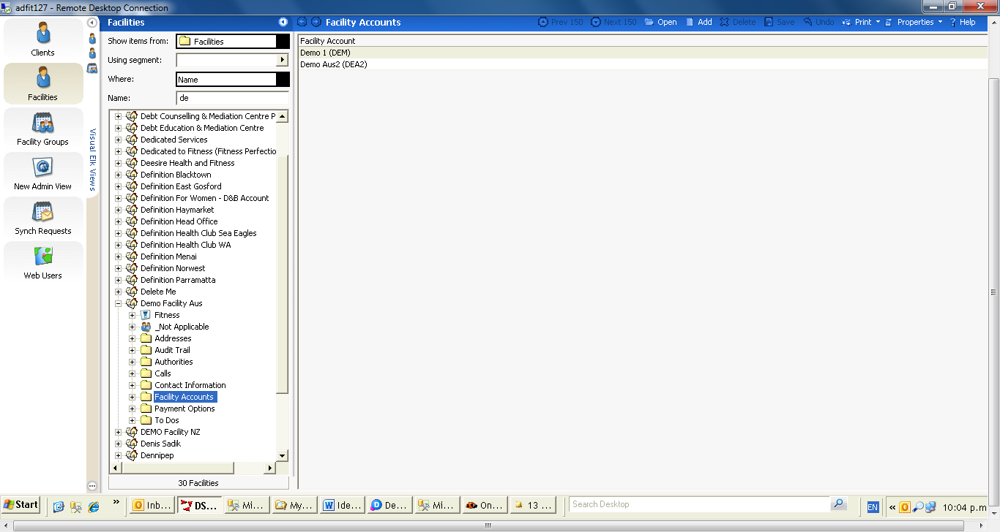 adfit127 - Remote Desktop Connection
Facilities
Facility Accounts
Prev 150
Next 150
Open
Add
Delete
Save
Undo
Print
Properties
? Help
Clients
Facilities
Facility Groups
New Admin View
Synch Requests
Web Users
Visual Elk Views
Show items from: Facilities
Using segment:
Where: Name
Name: de
Debt Counselling & Mediation Centre P
Debt Education & Mediation Centre
Dedicated Services
Dedicated to Fitness (Fitness Perfectio
Deesire Health and Fitness
Definition Blacktown
Definition East Gosford
Definition For Women - D&B Account
Definition Haymarket
Definition Head Office
Definition Health Club Sea Eagles
Definition Health Club WA
Definition Menai
Definition Norwest
Definition Parramatta
Delete Me
Demo Facility Aus
Fitness
_Not Applicable
Addresses
Audit Trail
Authorities
Calls
Contact Information
Facility Accounts
Payment Options
To Dos
DEMO Facility NZ
Denis Sadik
Dennipep
30 Facilities
Facility Account
Demo 1 (DEM)
Demo Aus2 (DEA2)
Start
»
Inb...
DS...
Mi...
My...
Ide...
De...
Mi...
On...
13 ...
Search Desktop
EN
«
10:04 p.m